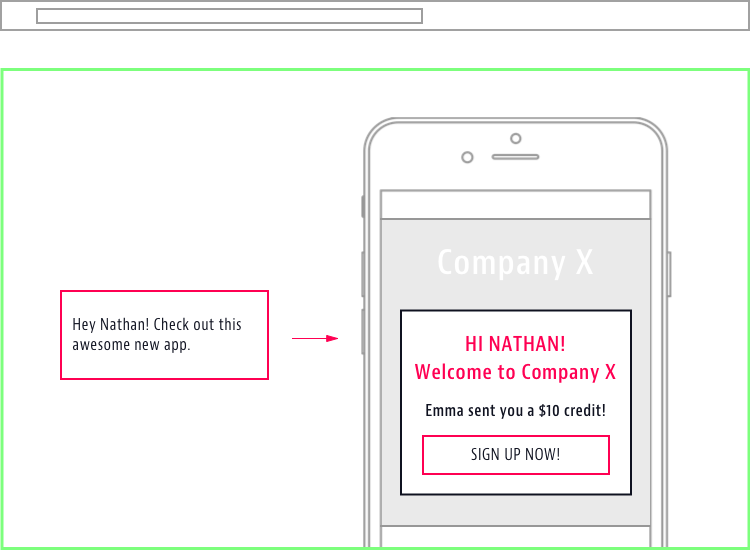 Hey Nathan! Check out this
awesome new app.
Company X
HI NATHAN!
Welcome to Company X
Emma sent you a $10 credit!
SIGN UP NOW!